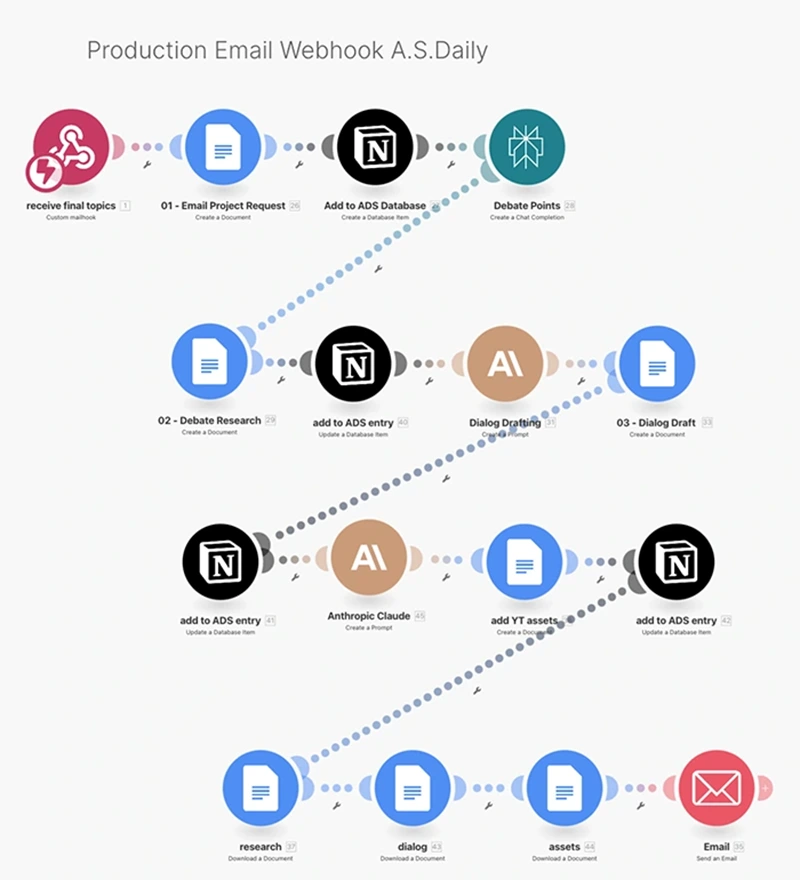 Production Email Webhook A.S.Daily
receive final topics 1
Custom mailhook
01 - Email Project Request 26
Create a Document
Add to ADS Database
Create a Database Item
Debate Points 28
Create a Chat Completion
02 - Debate Research 29
Create a Document
add to ADS entry 40
Update a Database Item
Dialog Drafting 31
Create a Prompt
03 - Dialog Draft 33
Create a Document
add to ADS entry 41
Update a Database Item
Anthropic Claude 45
Create a Prompt
add YT assets
Create a Document
add to ADS entry 42
Update a Database Item
research 37
Download a Document
dialog 43
Download a Document
assets 44
Download a Document
Email 35
Send an Email